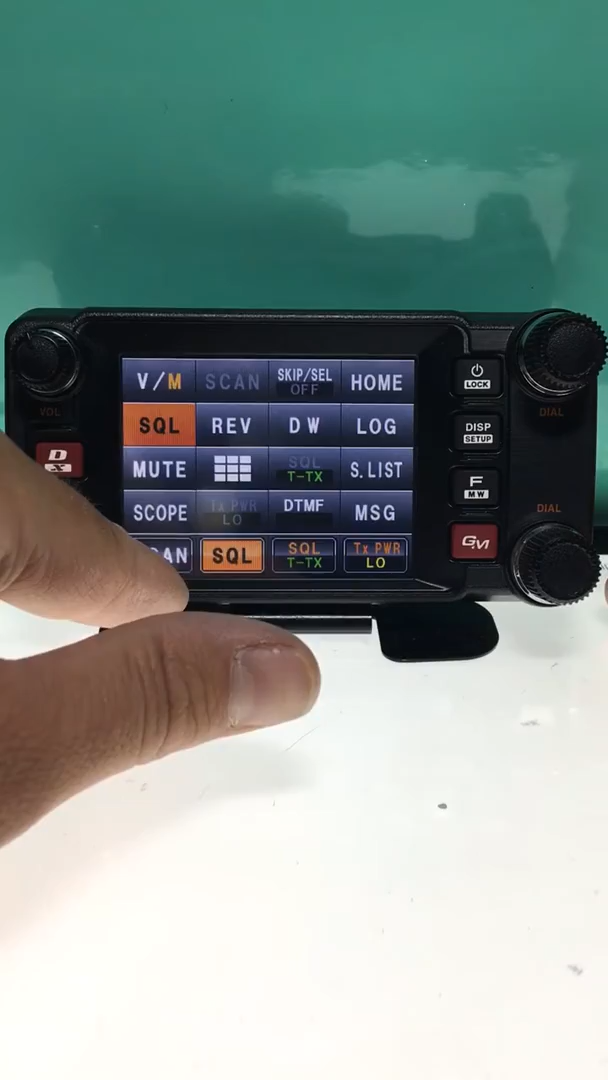 V/M SCAN SKIP/SEL OFF HOME
SQL REV DW LOG
MUTE SQL T-TX S.LIST
SCOPE Tx PWR LO DTMF MSG
SQL SQL T-TX Tx PWR LO
VOL
D X
LOCK
DISP SETUP
F MW
GM
DIAL
DIAL